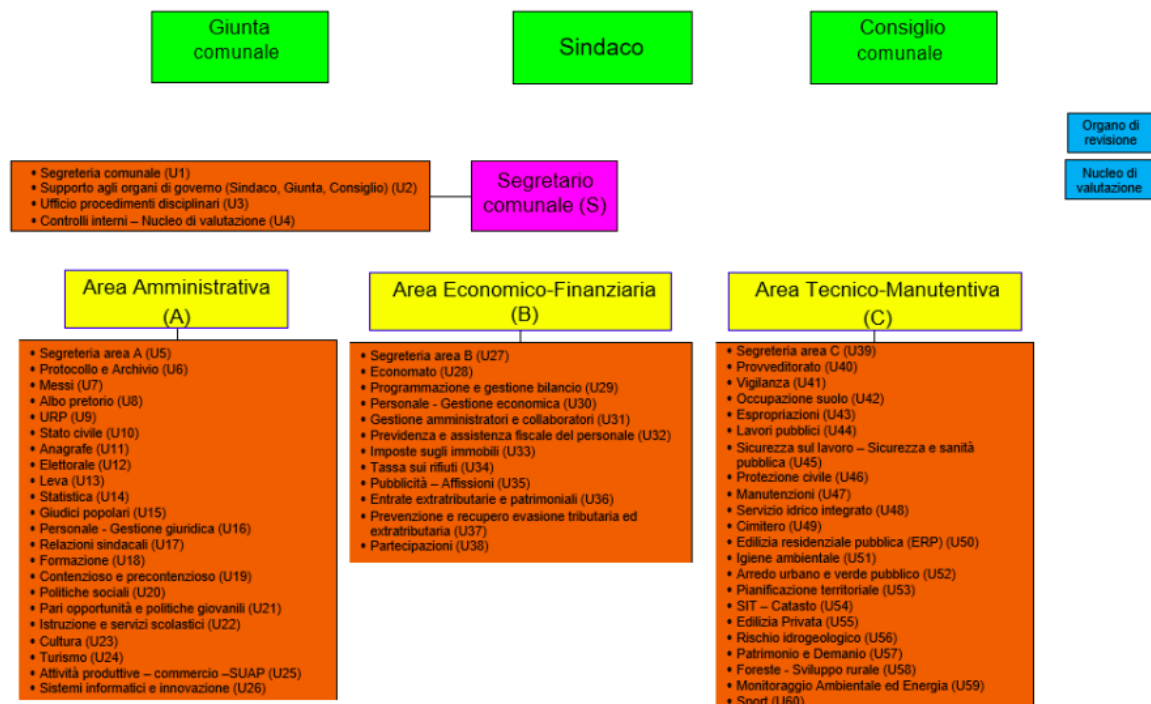 Giunta
comunale
Sindaco
Consiglio
comunale
Organo di
revisione
Nucleo di
valutazione
• Segreteria comunale (U1)
• Supporto agli organi di governo (Sindaco, Giunta, Consiglio) (U2)
• Ufficio procedimenti disciplinari (U3)
• Controlli interni – Nucleo di valutazione (U4)
Segretario
comunale (S)
Area Amministrativa
(A)
• Segreteria area A (U5)
• Protocollo e Archivio (U6)
• Messi (U7)
• Albo pretorio (U8)
• URP (U9)
• Stato civile (U10)
• Anagrafe (U11)
• Elettorale (U12)
• Leva (U13)
• Statistica (U14)
• Giudici popolari (U15)
• Personale - Gestione giuridica (U16)
• Relazioni sindacali (U17)
• Formazione (U18)
• Contenzioso e precontenzioso (U19)
• Politiche sociali (U20)
• Pari opportunità e politiche giovanili (U21)
• Istruzione e servizi scolastici (U22)
• Cultura (U23)
• Turismo (U24)
• Attività produttive – commercio –SUAP (U25)
• Sistemi informatici e innovazione (U26)
Area Economico-Finanziaria
(B)
• Segreteria area B (U27)
• Economato (U28)
• Programmazione e gestione bilancio (U29)
• Personale - Gestione economica (U30)
• Gestione amministratori e collaboratori (U31)
• Previdenza e assistenza fiscale del personale (U32)
• Imposte sugli immobili (U33)
• Tassa sui rifiuti (U34)
• Pubblicità – Affissioni (U35)
• Entrate extratributarie e patrimoniali (U36)
• Prevenzione e recupero evasione tributaria ed
extratributaria (U37)
• Partecipazioni (U38)
Area Tecnico-Manutentiva
(C)
• Segreteria area C (U39)
• Provveditorato (U40)
• Vigilanza (U41)
• Occupazione suolo (U42)
• Espropriazioni (U43)
• Lavori pubblici (U44)
• Sicurezza sul lavoro – Sicurezza e sanità
pubblica (U45)
• Protezione civile (U46)
• Manutenzioni (U47)
• Servizio idrico integrato (U48)
• Cimitero (U49)
• Edilizia residenziale pubblica (ERP) (U50)
• Igiene ambientale (U51)
• Arredo urbano e verde pubblico (U52)
• Pianificazione territoriale (U53)
• SIT – Catasto (U54)
• Edilizia Privata (U55)
• Rischio idrogeologico (U56)
• Patrimonio e Demanio (U57)
• Foreste - Sviluppo rurale (U58)
• Monitoraggio Ambientale ed Energia (U59)
• Sport (U60)